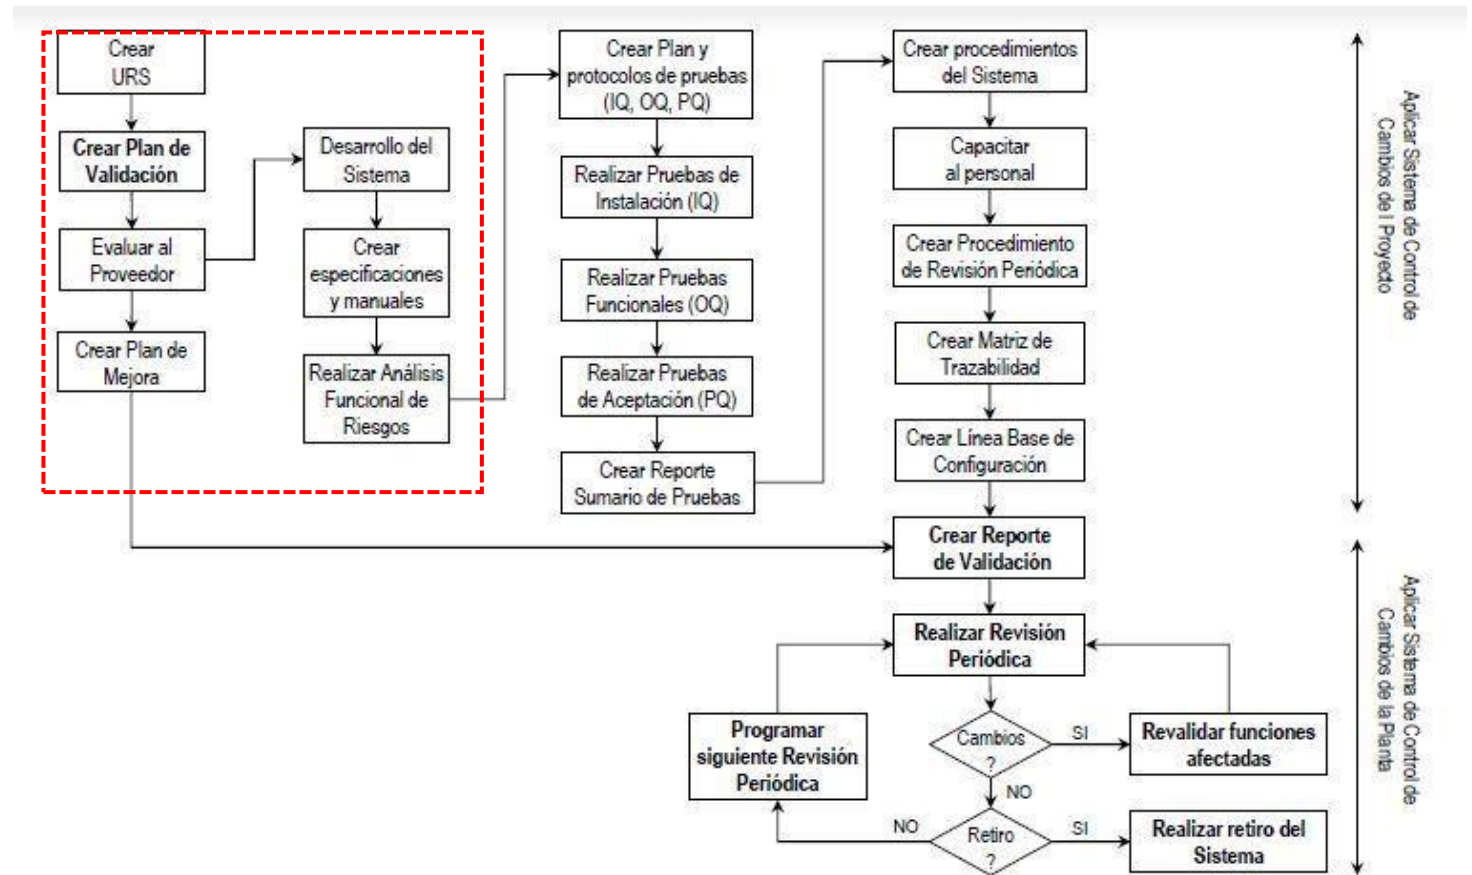 Crear
URS
Crear Plan de
Validación
Evaluar al
Proveedor
Crear Plan de
Mejora
Desarrollo del
Sistema
Crear
especificaciones
y manuales
Realizar Análisis
Funcional de
Riesgos
Crear Plan y
protocolos de pruebas
(IQ, OQ, PQ)
Realizar Pruebas de
Instalación (IQ)
Realizar Pruebas
Funcionales (OQ)
Realizar Pruebas
de Aceptación (PQ)
Crear Reporte
Sumario de Pruebas
Crear procedimientos
del Sistema
Capacitar
al personal
Crear Procedimiento
de Revisión Periódica
Crear Matriz de
Trazabilidad
Crear Línea Base de
Configuración
Crear Reporte
de Validación
Realizar Revisión
Periódica
Cambios
?
SI
Revalidar funciones
afectadas
NO
Retiro
?
SI
Realizar retiro del
Sistema
NO
Programar
siguiente Revisión
Periódica
Aplicar Sistema de Control de
Cambios de l Proyecto
Aplicar Sistema de Control de
Cambios de la Planta